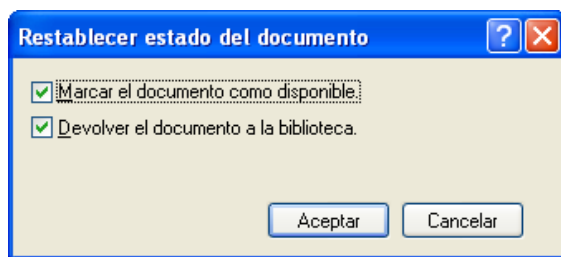 Restablecer estado del documento
Marcar el documento como disponible.
Devolver el documento a la biblioteca.
Aceptar Cancelar